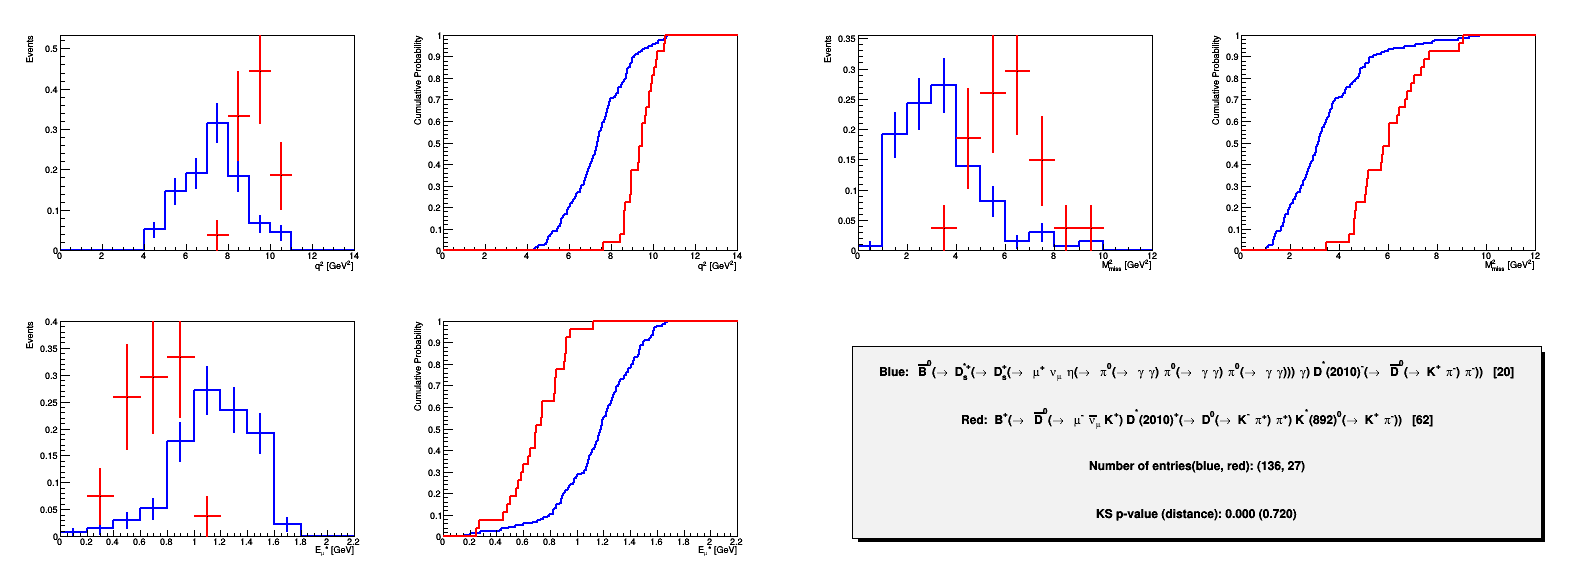 Events
0.5
0.4
0.3
0.2
0.1
0
0 2 4 6 8 10 12 14
q² [GeV²]
Cumulative Probability
1
0.9
0.8
0.7
0.6
0.5
0.4
0.3
0.2
0.1
0
0 2 4 6 8 10 12 14
q² [GeV²]
Events
0.35
0.3
0.25
0.2
0.15
0.1
0.05
0
0 2 4 6 8 10 12
M²miss [GeV²]
Cumulative Probability
1
0.9
0.8
0.7
0.6
0.5
0.4
0.3
0.2
0.1
0
0 2 4 6 8 10 12
M²miss [GeV²]
Events
0.4
0.35
0.3
0.25
0.2
0.15
0.1
0.05
0
0 0.2 0.4 0.6 0.8 1 1.2 1.4 1.6 1.8 2 2.2
Eμ* [GeV]
Cumulative Probability
1
0.9
0.8
0.7
0.6
0.5
0.4
0.3
0.2
0.1
0
0 0.2 0.4 0.6 0.8 1 1.2 1.4 1.6 1.8 2 2.2
Eμ* [GeV]
Blue: B̅⁰(→ Dₛ*⁺(→ Dₛ⁺(→ μ⁺ νμ η(→ π⁰(→ γ γ) π⁰(→ γ γ) π⁰(→ γ γ))) γ) D*(2010)⁻(→ D̅⁰(→ K⁺ π⁻) π⁻)) [20]
Red: B⁺(→ D̅⁰(→ μ⁻ ν̅μ K⁺) D*(2010)⁺(→ D⁰(→ K⁻ π⁺) π⁺) K*(892)⁰(→ K⁺ π⁻)) [62]
Number of entries(blue, red): (136, 27)
KS p-value (distance): 0.000 (0.720)